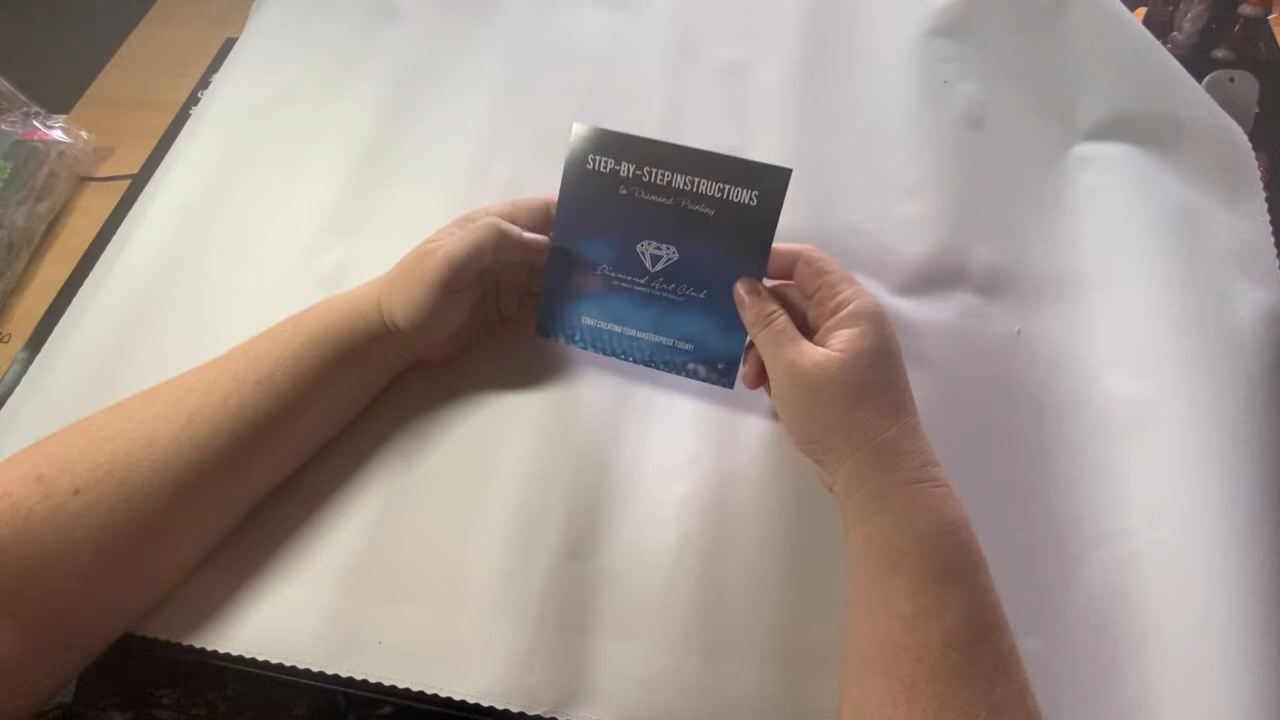 STEP-BY-STEP INSTRUCTIONS
to Diamond Painting
Diamond Art Club
START CREATING YOUR MASTERPIECE TODAY!